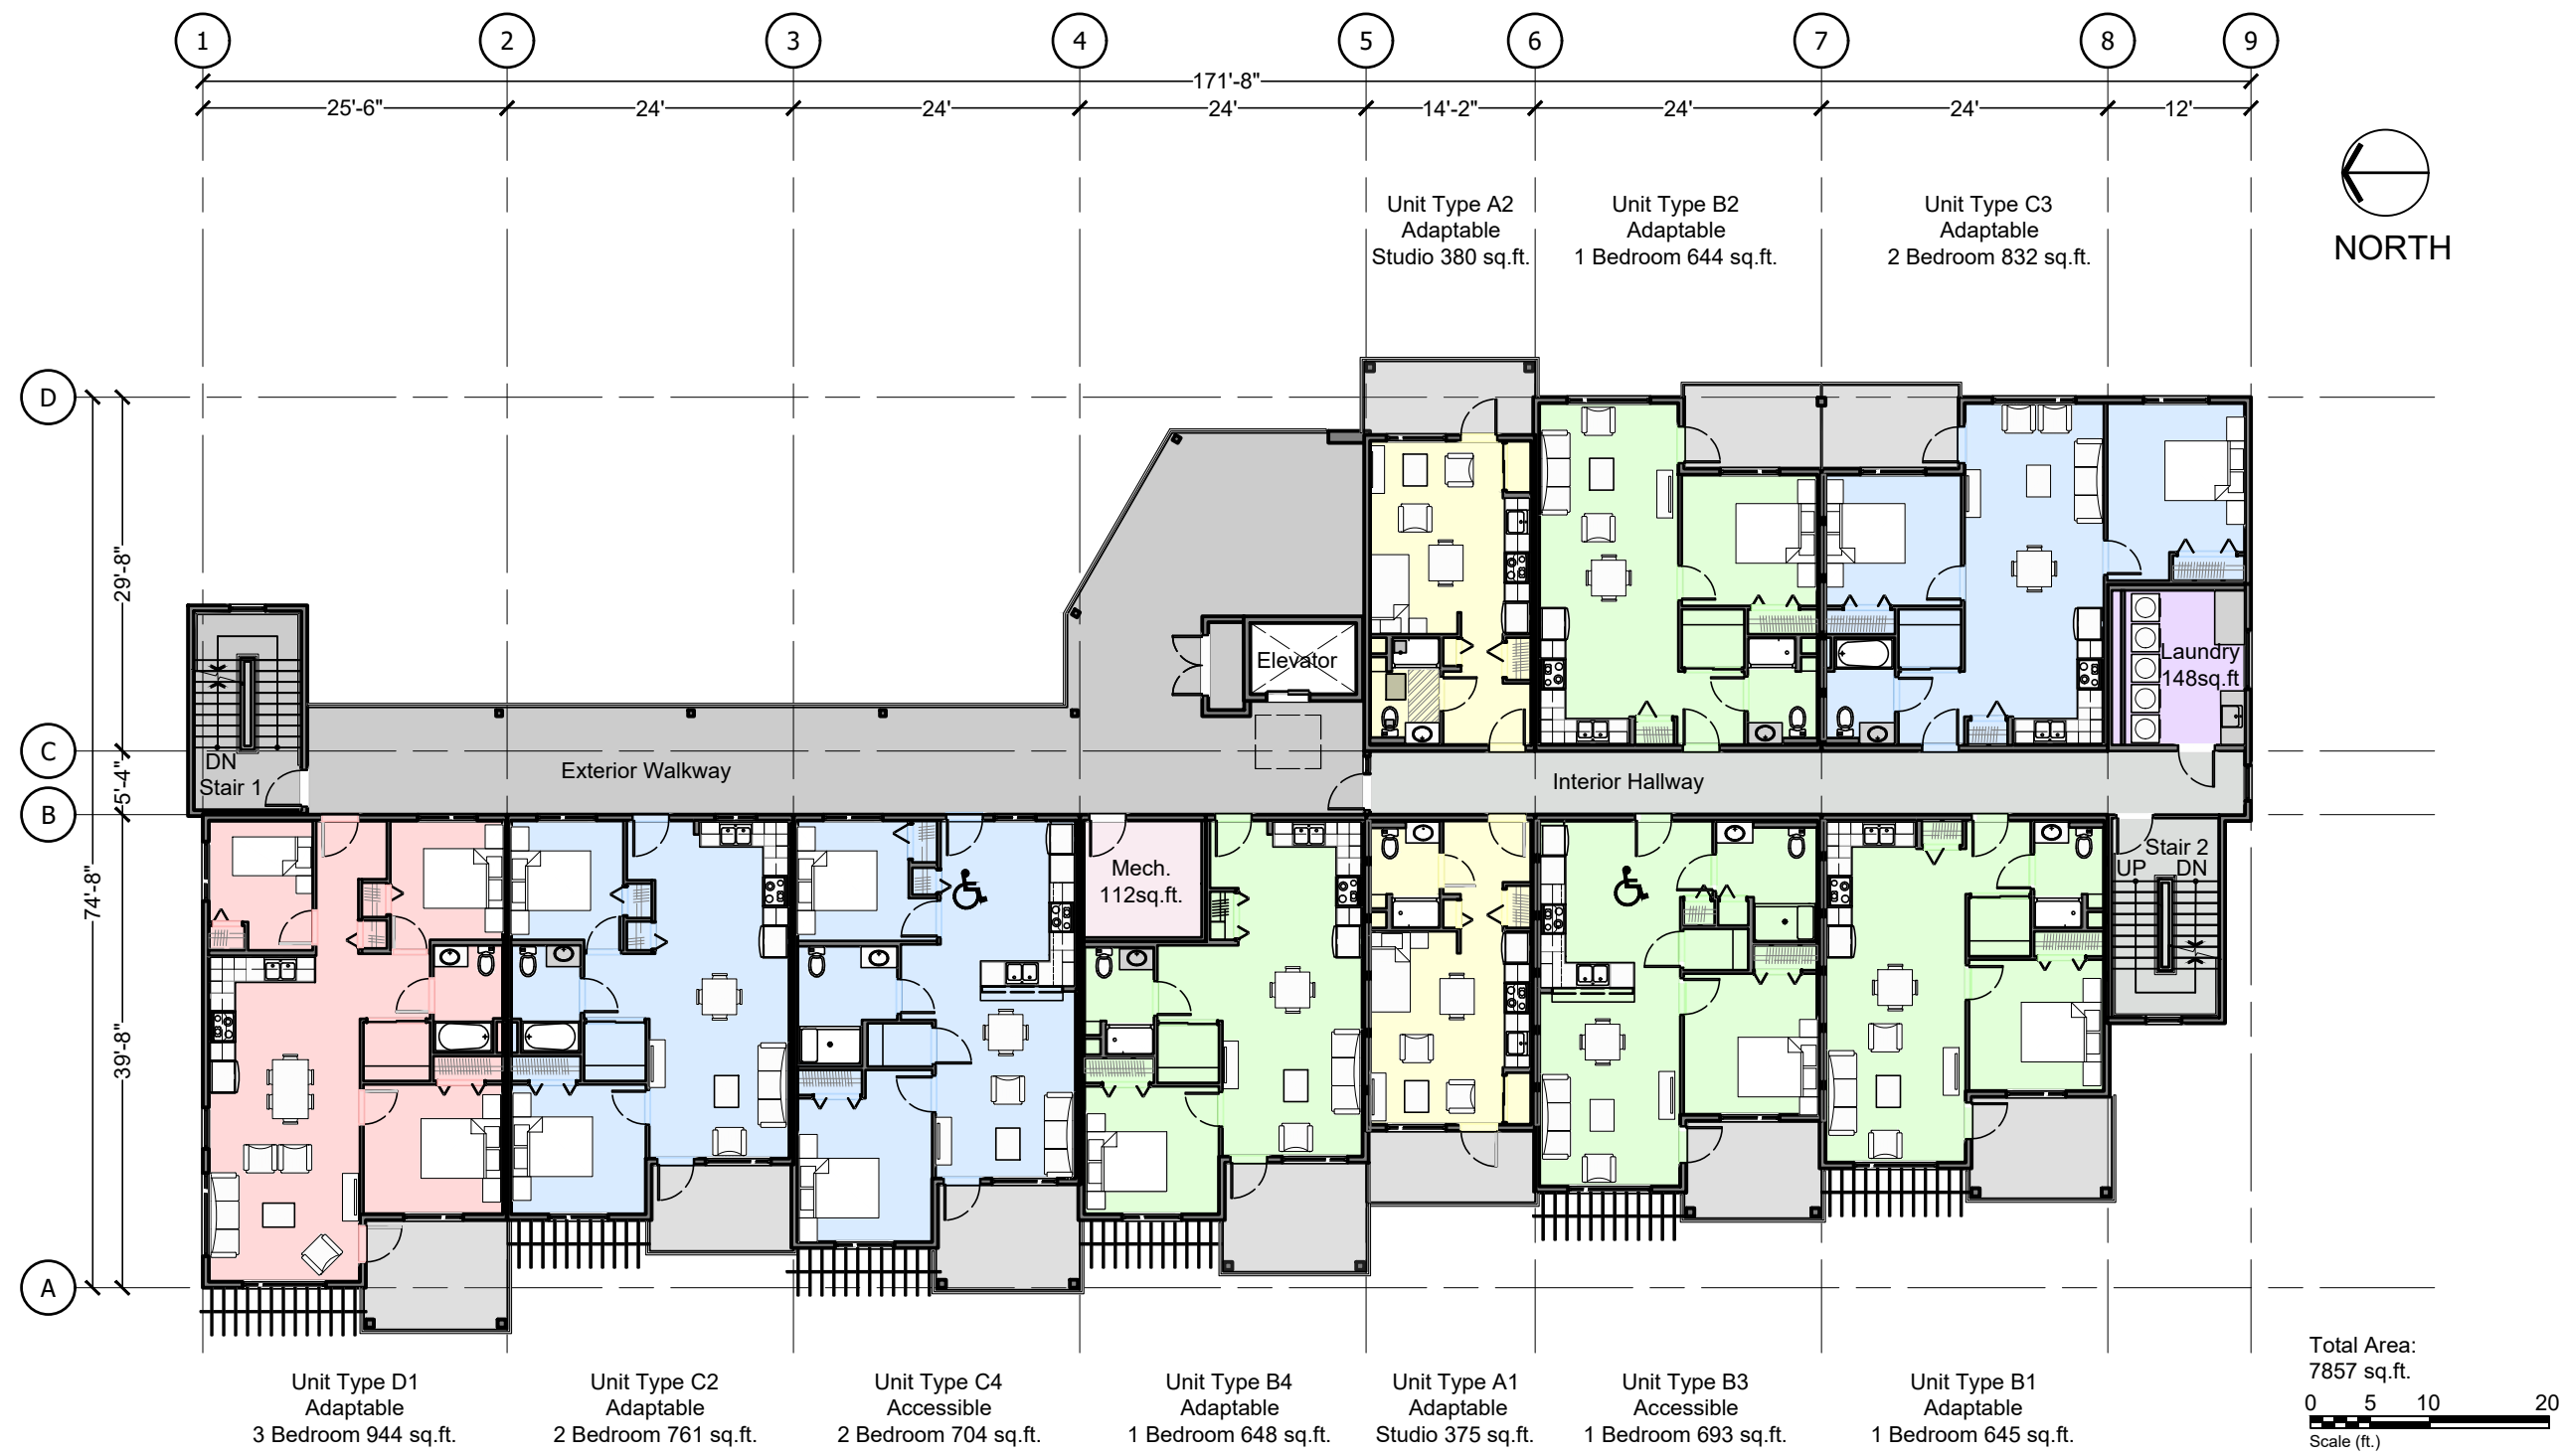 1 2 3 4 5 6 7 8 9
171'-8"
25'-6" 24' 24' 24' 14'-2" 24' 24' 12'
NORTH
Unit Type A2
Adaptable
Studio 380 sq.ft.
Unit Type B2
Adaptable
1 Bedroom 644 sq.ft.
Unit Type C3
Adaptable
2 Bedroom 832 sq.ft.
D
C
B
A
29'-8"
5'-4"
74'-8"
39'-8"
Elevator
Laundry
148sq.ft
DN
Stair 1
Exterior Walkway
Interior Hallway
Mech.
112sq.ft.
Stair 2
UP DN
Unit Type D1
Adaptable
3 Bedroom 944 sq.ft.
Unit Type C2
Adaptable
2 Bedroom 761 sq.ft.
Unit Type C4
Accessible
2 Bedroom 704 sq.ft.
Unit Type B4
Adaptable
1 Bedroom 648 sq.ft.
Unit Type A1
Adaptable
Studio 375 sq.ft.
Unit Type B3
Accessible
1 Bedroom 693 sq.ft.
Unit Type B1
Adaptable
1 Bedroom 645 sq.ft.
Total Area:
7857 sq.ft.
0 5 10 20
Scale (ft.)